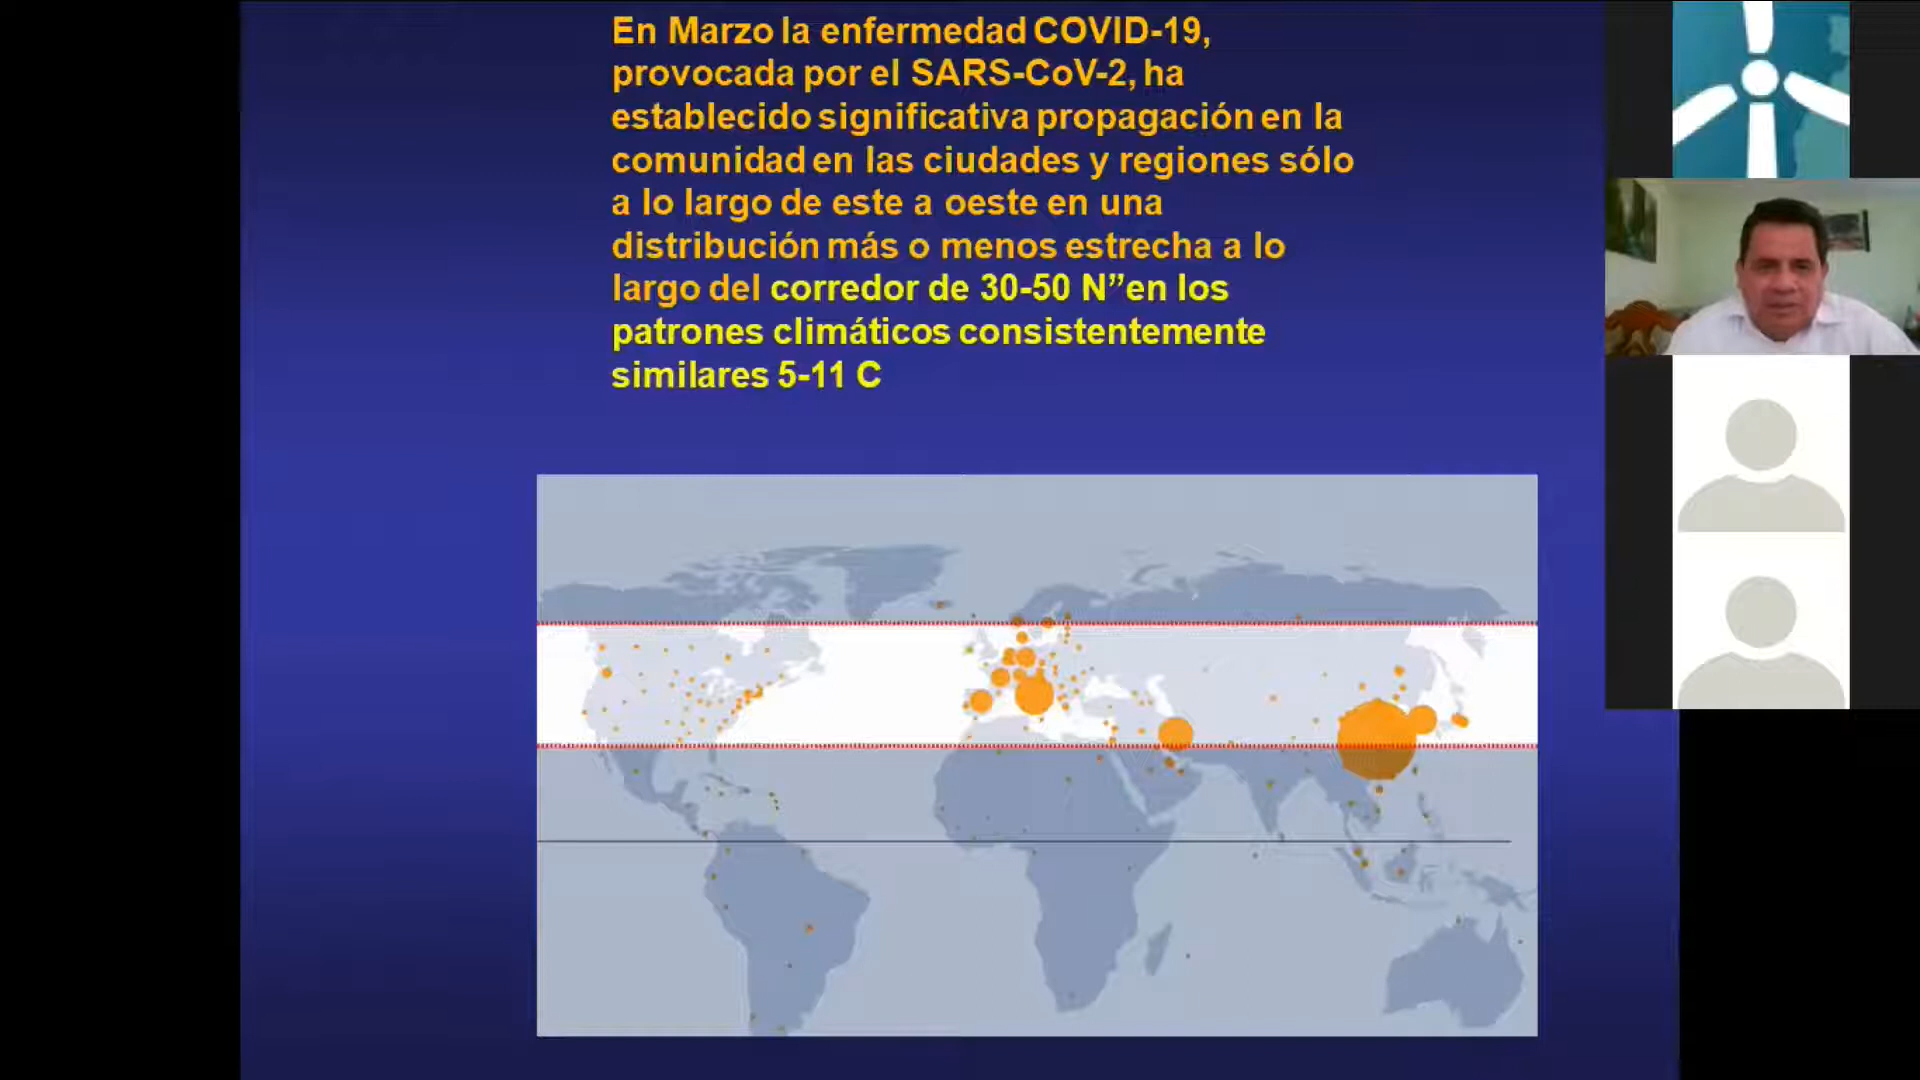 En Marzo la enfermedad COVID-19,
provocada por el SARS-CoV-2, ha
establecido significativa propagación en la
comunidad en las ciudades y regiones sólo
a lo largo de este a oeste en una
distribución más o menos estrecha a lo
largo del corredor de 30-50 N”en los
patrones climáticos consistentemente
similares 5-11 C